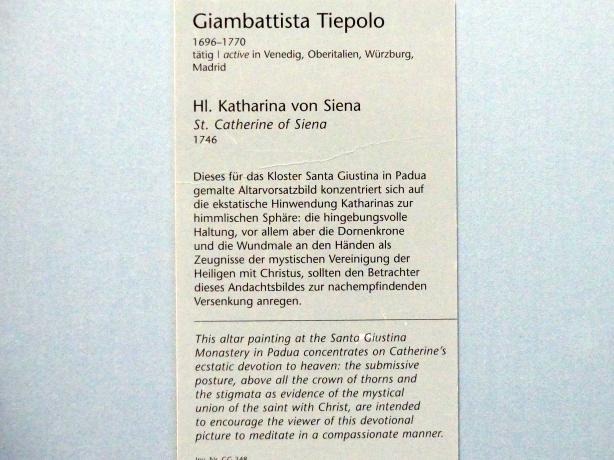 Giambattista Tiepolo
1696–1770
tätig | active in Venedig, Oberitalien, Würzburg,
Madrid
Hl. Katharina von Siena
St. Catherine of Siena
1746
Dieses für das Kloster Santa Giustina in Padua
gemalte Altarvorsatzbild konzentriert sich auf
die ekstatische Hinwendung Katharinas zur
himmlischen Sphäre: die hingebungsvolle
Haltung, vor allem aber die Dornenkrone
und die Wundmale an den Händen als
Zeugnisse der mystischen Vereinigung der
Heiligen mit Christus, sollten den Betrachter
dieses Andachtsbildes zur nachempfindenden
Versenkung anregen.
This altar painting at the Santa Giustina
Monastery in Padua concentrates on Catherine's
ecstatic devotion to heaven: the submissive
posture, above all the crown of thorns and
the stigmata as evidence of the mystical
union of the saint with Christ, are intended
to encourage the viewer of this devotional
picture to meditate in a compassionate manner.